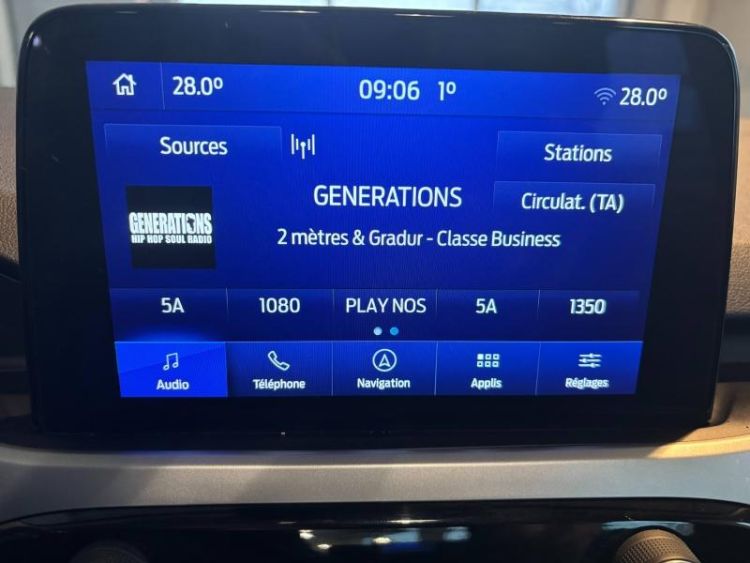 28.0º 09:06 1º 28.0º
Sources
Stations
GENERATIONS
Circulat. (TA)
GENERATIONS
HIP HOP SOUL RADIO
2 mètres & Gradur - Classe Business
5A 1080 PLAY NOS 5A 1350
Audio Téléphone Navigation Applis Réglages